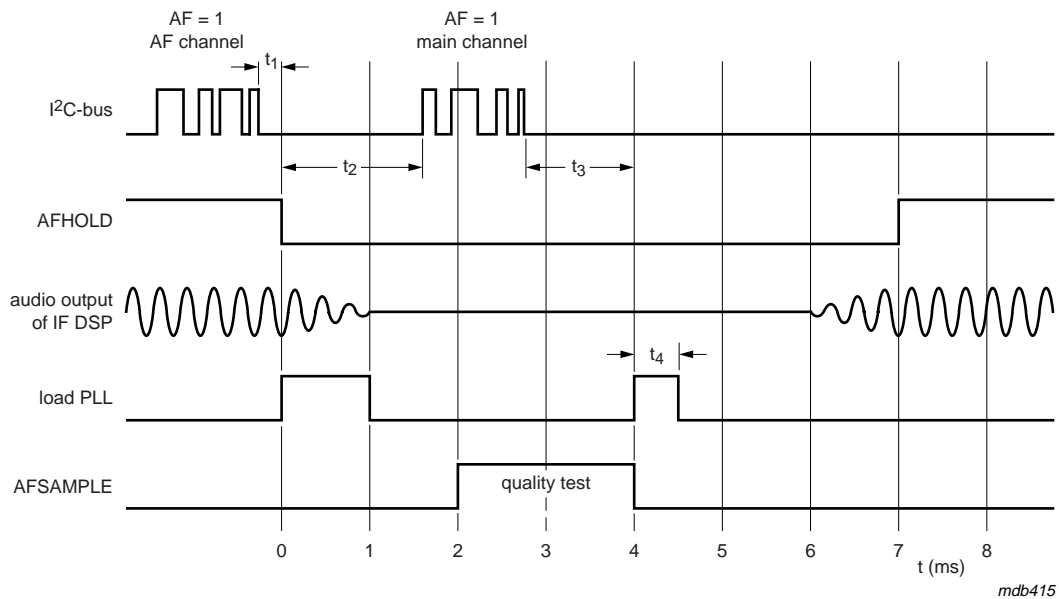 AF = 1
AF channel
AF = 1
main channel
t1
I2C-bus
t2
t3
AFHOLD
audio output
of IF DSP
t4
load PLL
AFSAMPLE
quality test
0 1 2 3 4 5 6 7 8
t (ms)
mdb415